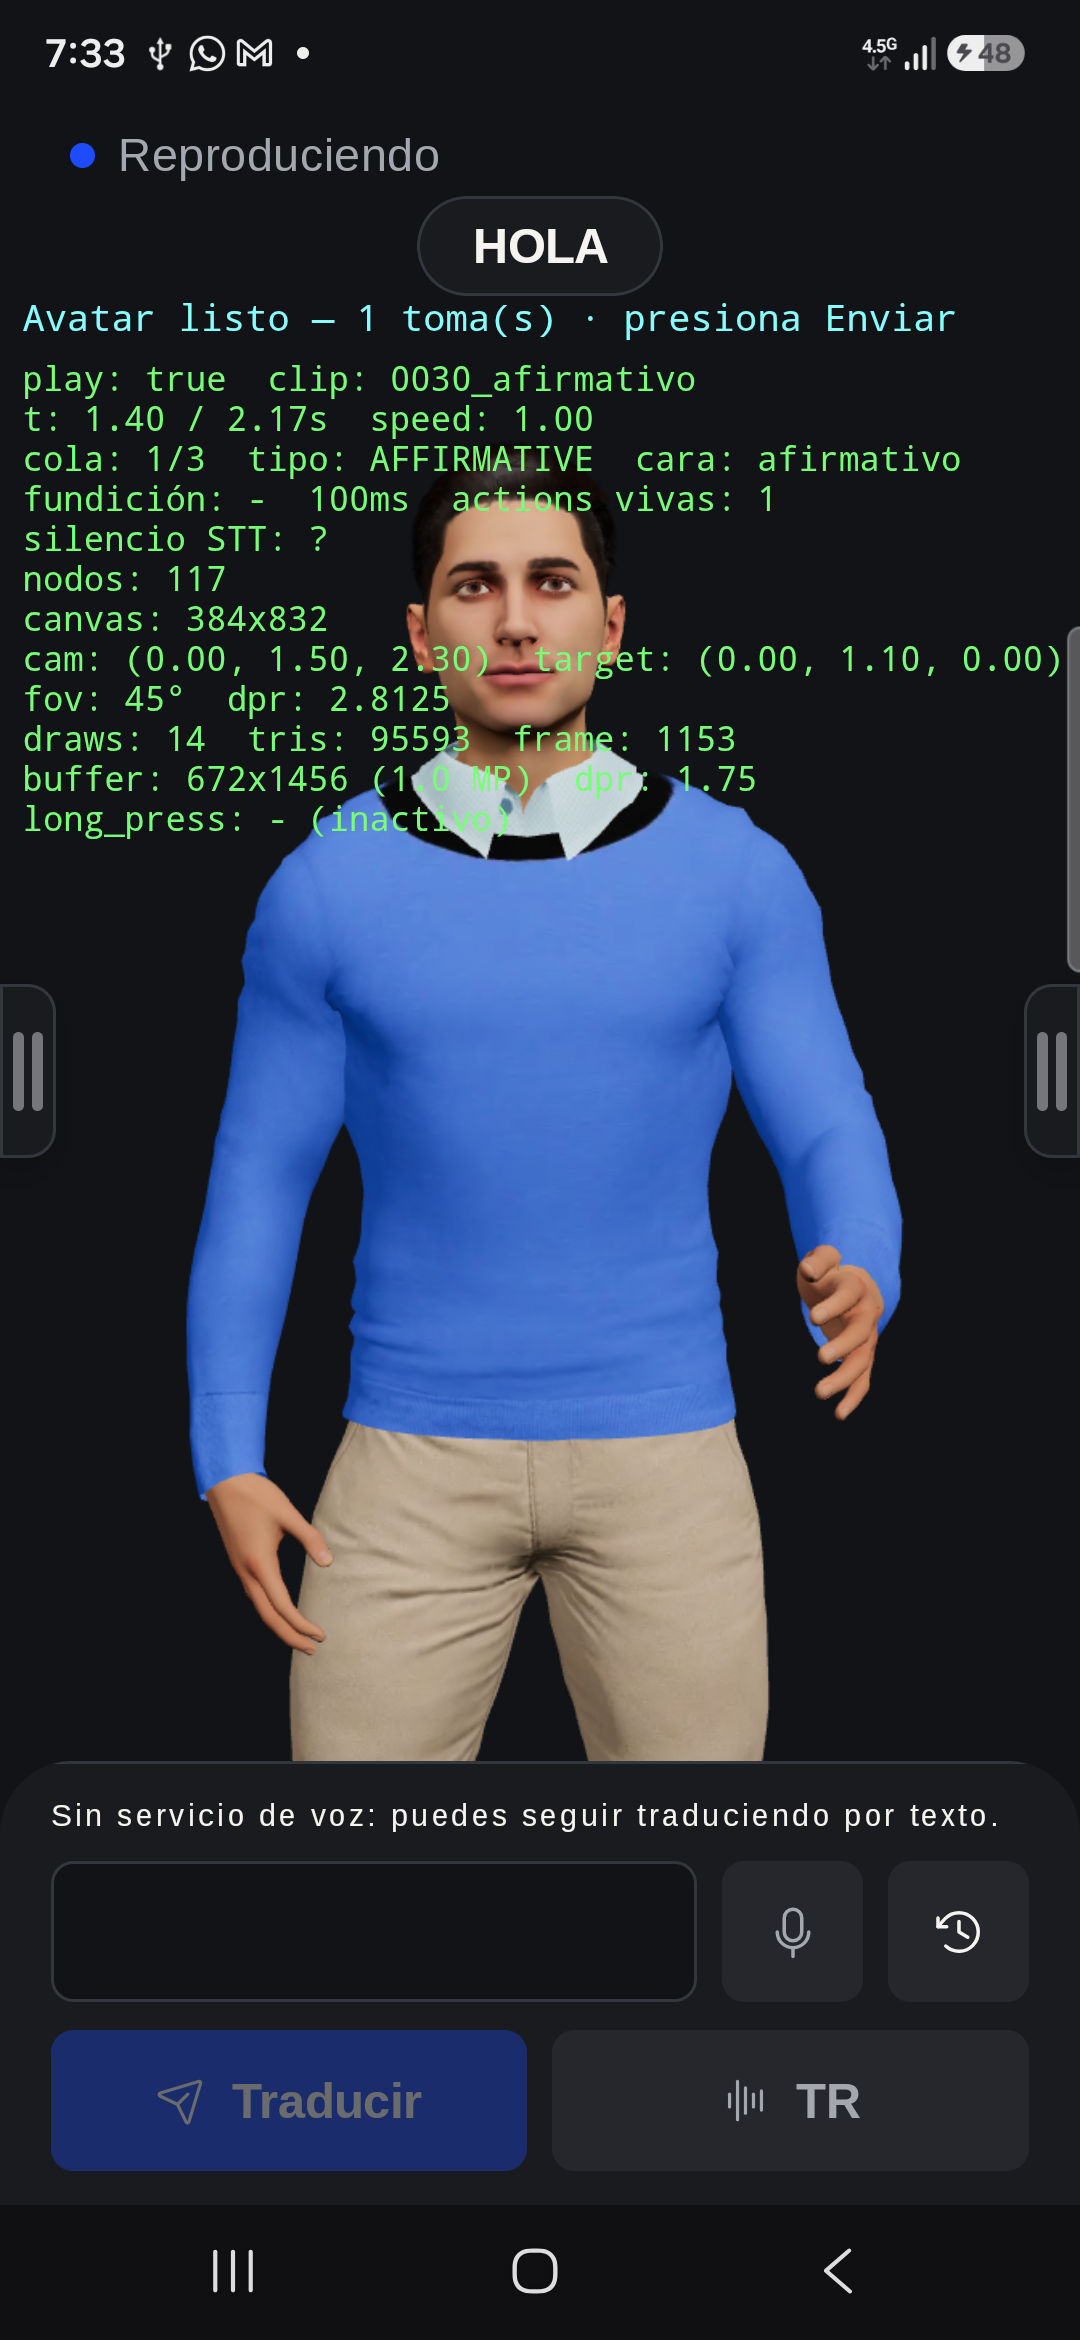 7:33
4.5G
48
Reproduciendo
HOLA
Avatar listo — 1 toma(s) · presiona Enviar
play: true  clip: 0030_afirmativo
t: 1.40 / 2.17s  speed: 1.00
cola: 1/3  tipo: AFFIRMATIVE  cara: afirmativo
fundición: -  100ms  actions vivas: 1
silencio STT: ?
nodos: 117
canvas: 384x832
cam: (0.00, 1.50, 2.30)  target: (0.00, 1.10, 0.00)
fov: 45°  dpr: 2.8125
draws: 14  tris: 95593  frame: 1153
buffer: 672x1456 (1.0 MP)  dpr: 1.75
long_press: - (inactivo)
Sin servicio de voz: puedes seguir traduciendo por texto.
Traducir
TR